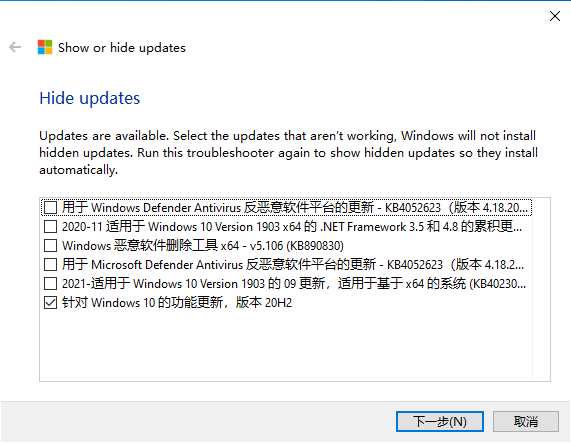 Show or hide updates
Hide updates
Updates are available. Select the updates that aren't working, Windows will not install
hidden updates. Run this troubleshooter again to show hidden updates so they install
automatically.
用于 Windows Defender Antivirus 反恶意软件平台的更新 - KB4052623（版本 4.18.20...
2020-11 适用于 Windows 10 Version 1903 x64 的 .NET Framework 3.5 和 4.8 的累积更...
Windows 恶意软件删除工具 x64 - v5.106 (KB890830)
用于 Microsoft Defender Antivirus 反恶意软件平台的更新 - KB4052623（版本 4.18.2...
2021-适用于 Windows 10 Version 1903 的 09 更新，适用于基于 x64 的系统 (KB40230...
针对 Windows 10 的功能更新，版本 20H2
下一步(N)
取消